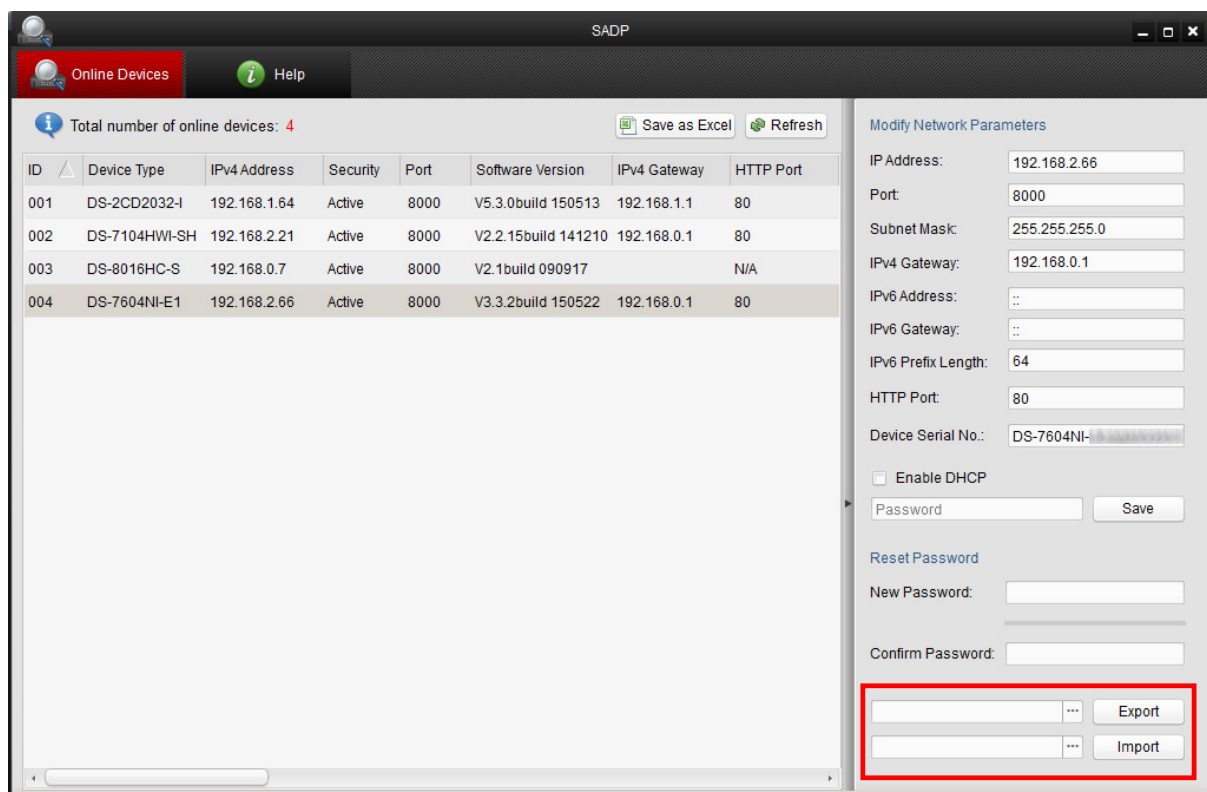 SADP
Online Devices Help
Total number of online devices: 4 Save as Excel Refresh
ID Device Type IPv4 Address Security Port Software Version IPv4 Gateway HTTP Port
001 DS-2CD2032-I 192.168.1.64 Active 8000 V5.3.0build 150513 192.168.1.1 80
002 DS-7104HWI-SH 192.168.2.21 Active 8000 V2.2.15build 141210 192.168.0.1 80
003 DS-8016HC-S 192.168.0.7 Active 8000 V2.1build 090917 N/A
004 DS-7604NI-E1 192.168.2.66 Active 8000 V3.3.2build 150522 192.168.0.1 80
Modify Network Parameters
IP Address: 192.168.2.66
Port: 8000
Subnet Mask: 255.255.255.0
IPv4 Gateway: 192.168.0.1
IPv6 Address: ::
IPv6 Gateway: ::
IPv6 Prefix Length: 64
HTTP Port: 80
Device Serial No.: DS-7604NI-
Enable DHCP
Password Save
Reset Password
New Password:
Confirm Password:
... Export
... Import